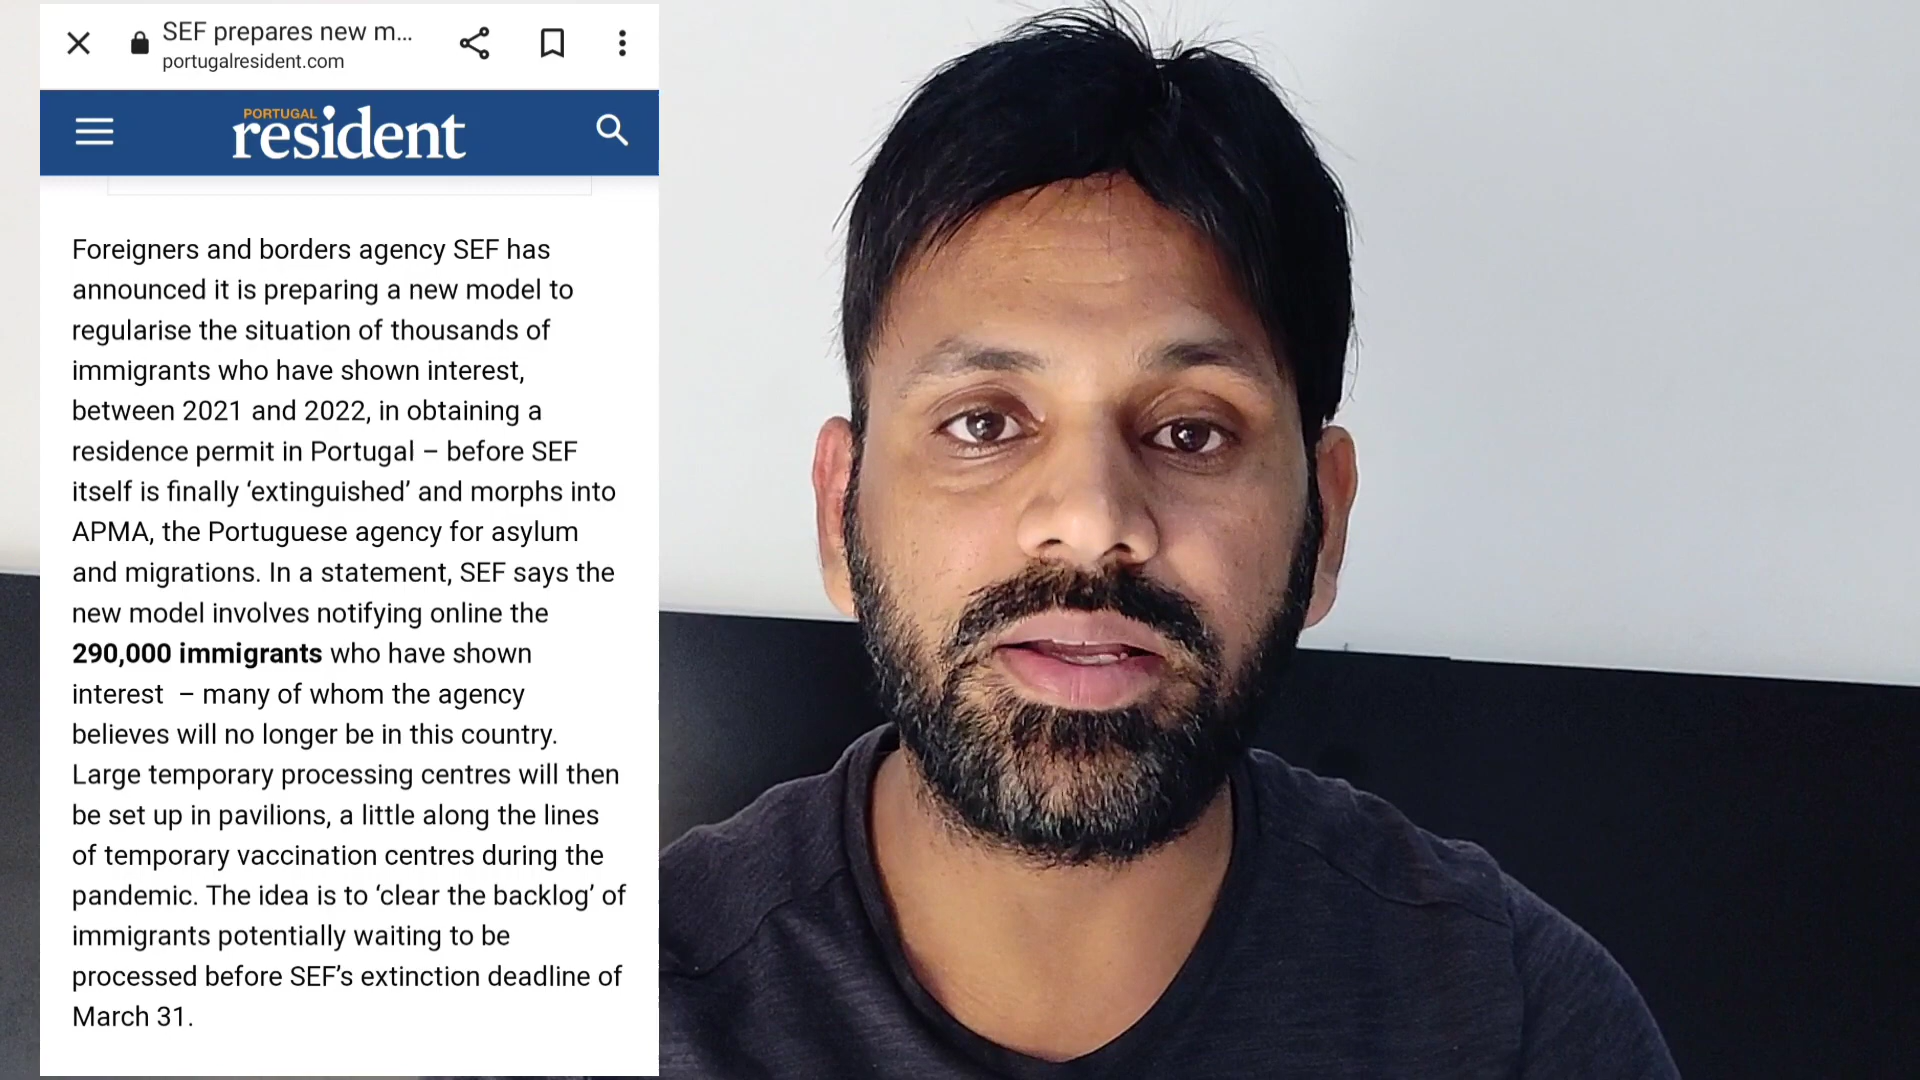 SEF prepares new m...
portugalresident.com
PORTUGAL
resident
Foreigners and borders agency SEF has
announced it is preparing a new model to
regularise the situation of thousands of
immigrants who have shown interest,
between 2021 and 2022, in obtaining a
residence permit in Portugal – before SEF
itself is finally ‘extinguished’ and morphs into
APMA, the Portuguese agency for asylum
and migrations. In a statement, SEF says the
new model involves notifying online the
290,000 immigrants who have shown
interest – many of whom the agency
believes will no longer be in this country.
Large temporary processing centres will then
be set up in pavilions, a little along the lines
of temporary vaccination centres during the
pandemic. The idea is to ‘clear the backlog’ of
immigrants potentially waiting to be
processed before SEF’s extinction deadline of
March 31.